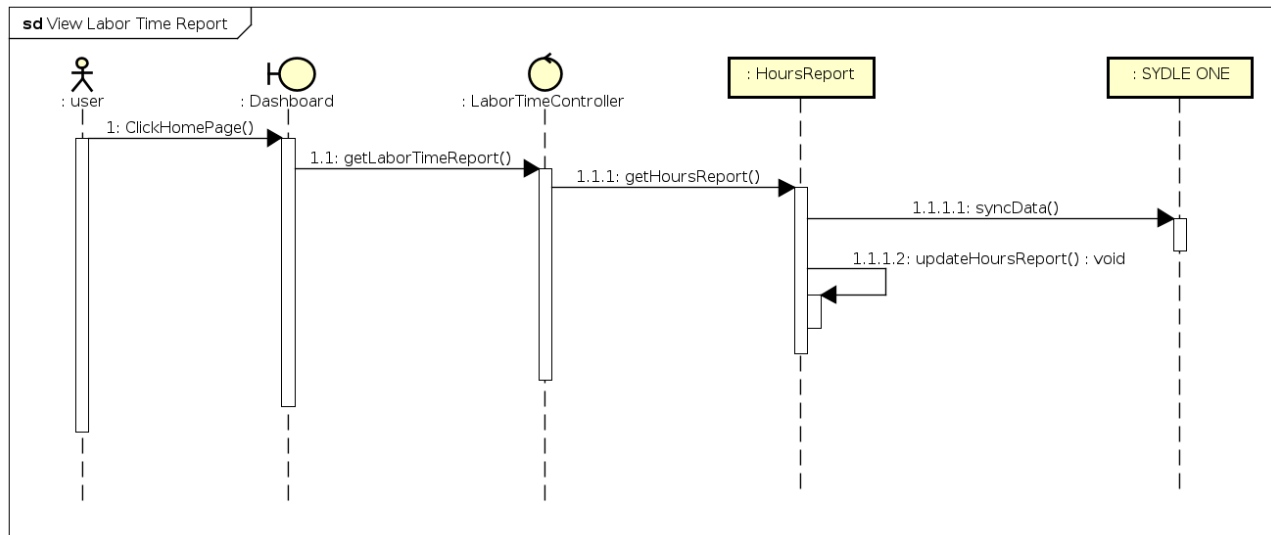 sd View Labor Time Report
: user
: Dashboard
: LaborTimeController
: HoursReport
: SYDLE ONE
1: ClickHomePage()
1.1: getLaborTimeReport()
1.1.1: getHoursReport()
1.1.1.1: syncData()
1.1.1.2: updateHoursReport() : void